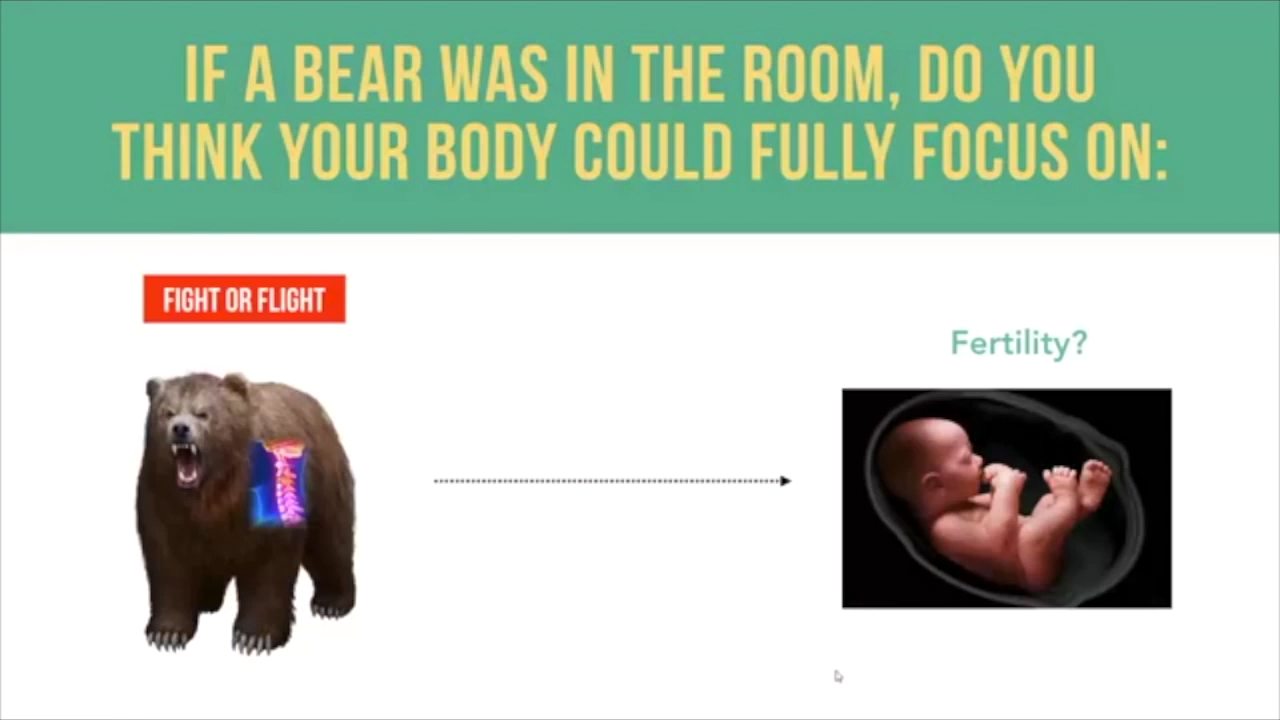 IF A BEAR WAS IN THE ROOM, DO YOU
THINK YOUR BODY COULD FULLY FOCUS ON:
FIGHT OR FLIGHT
Fertility?